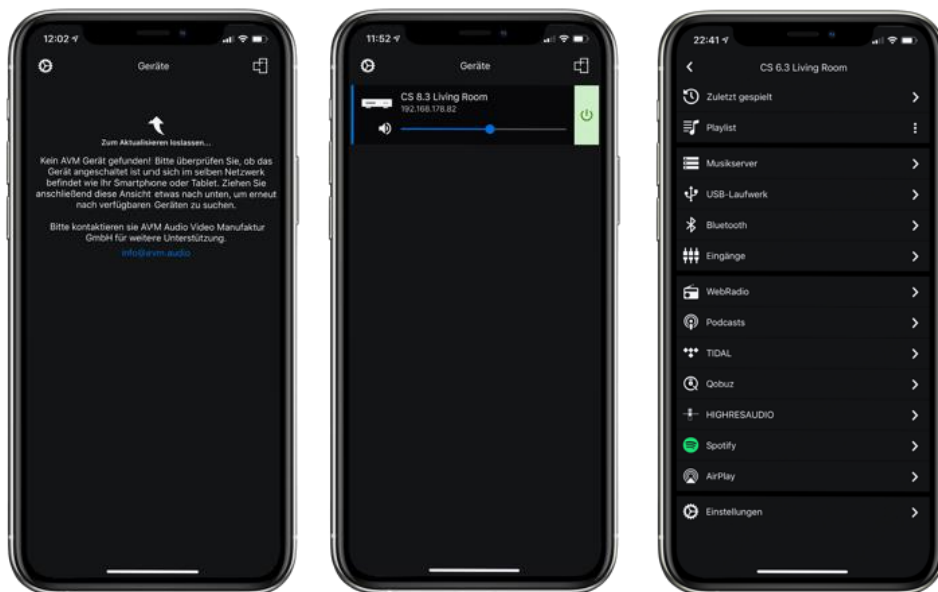 12:02
Geräte
Zum Aktualisieren loslassen...
Kein AVM Gerät gefunden! Bitte überprüfen Sie, ob das
Gerät angeschaltet ist und sich im selben Netzwerk
befindet wie Ihr Smartphone oder Tablet. Ziehen Sie
anschließend diese Ansicht etwas nach unten, um erneut
nach verfügbaren Geräten zu suchen.
Bitte kontaktieren sie AVM Audio Video Manufaktur
GmbH für weitere Unterstützung.
info@avm.audio
11:52
Geräte
CS 8.3 Living Room
192.168.178.82
22:41
CS 6.3 Living Room
Zuletzt gespielt
Playlist
Musikserver
USB-Laufwerk
Bluetooth
Eingänge
WebRadio
Podcasts
TIDAL
Qobuz
HIGHRESAUDIO
Spotify
AirPlay
Einstellungen